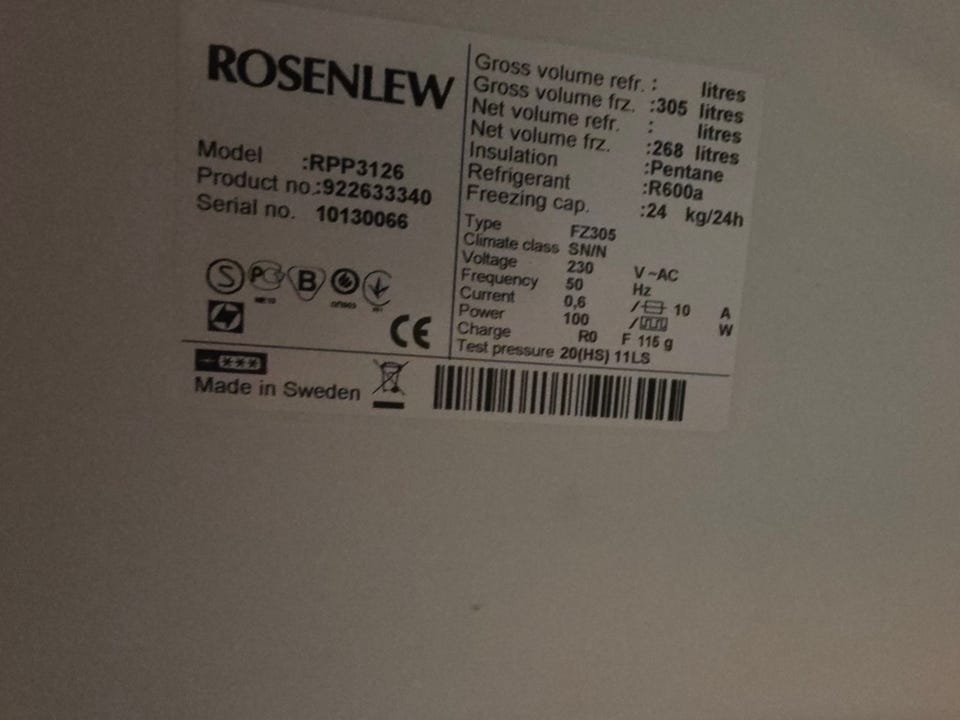 ROSENLEW
Model :RPP3126
Product no.:922633340
Serial no. 10130066
Gross volume refr. : litres
Gross volume frz. :305 litres
Net volume refr. : litres
Net volume frz. :268 litres
Insulation :Pentane
Refrigerant :R600a
Freezing cap. :24 kg/24h
Type FZ305
Climate class SN/N
Voltage 230 V ~AC
Frequency 50 Hz
Current 0,6 / 10 A
Power 100 / W
Charge R0 F 115 g
Test pressure 20(HS) 11LS
S PC B
CE
Made in Sweden